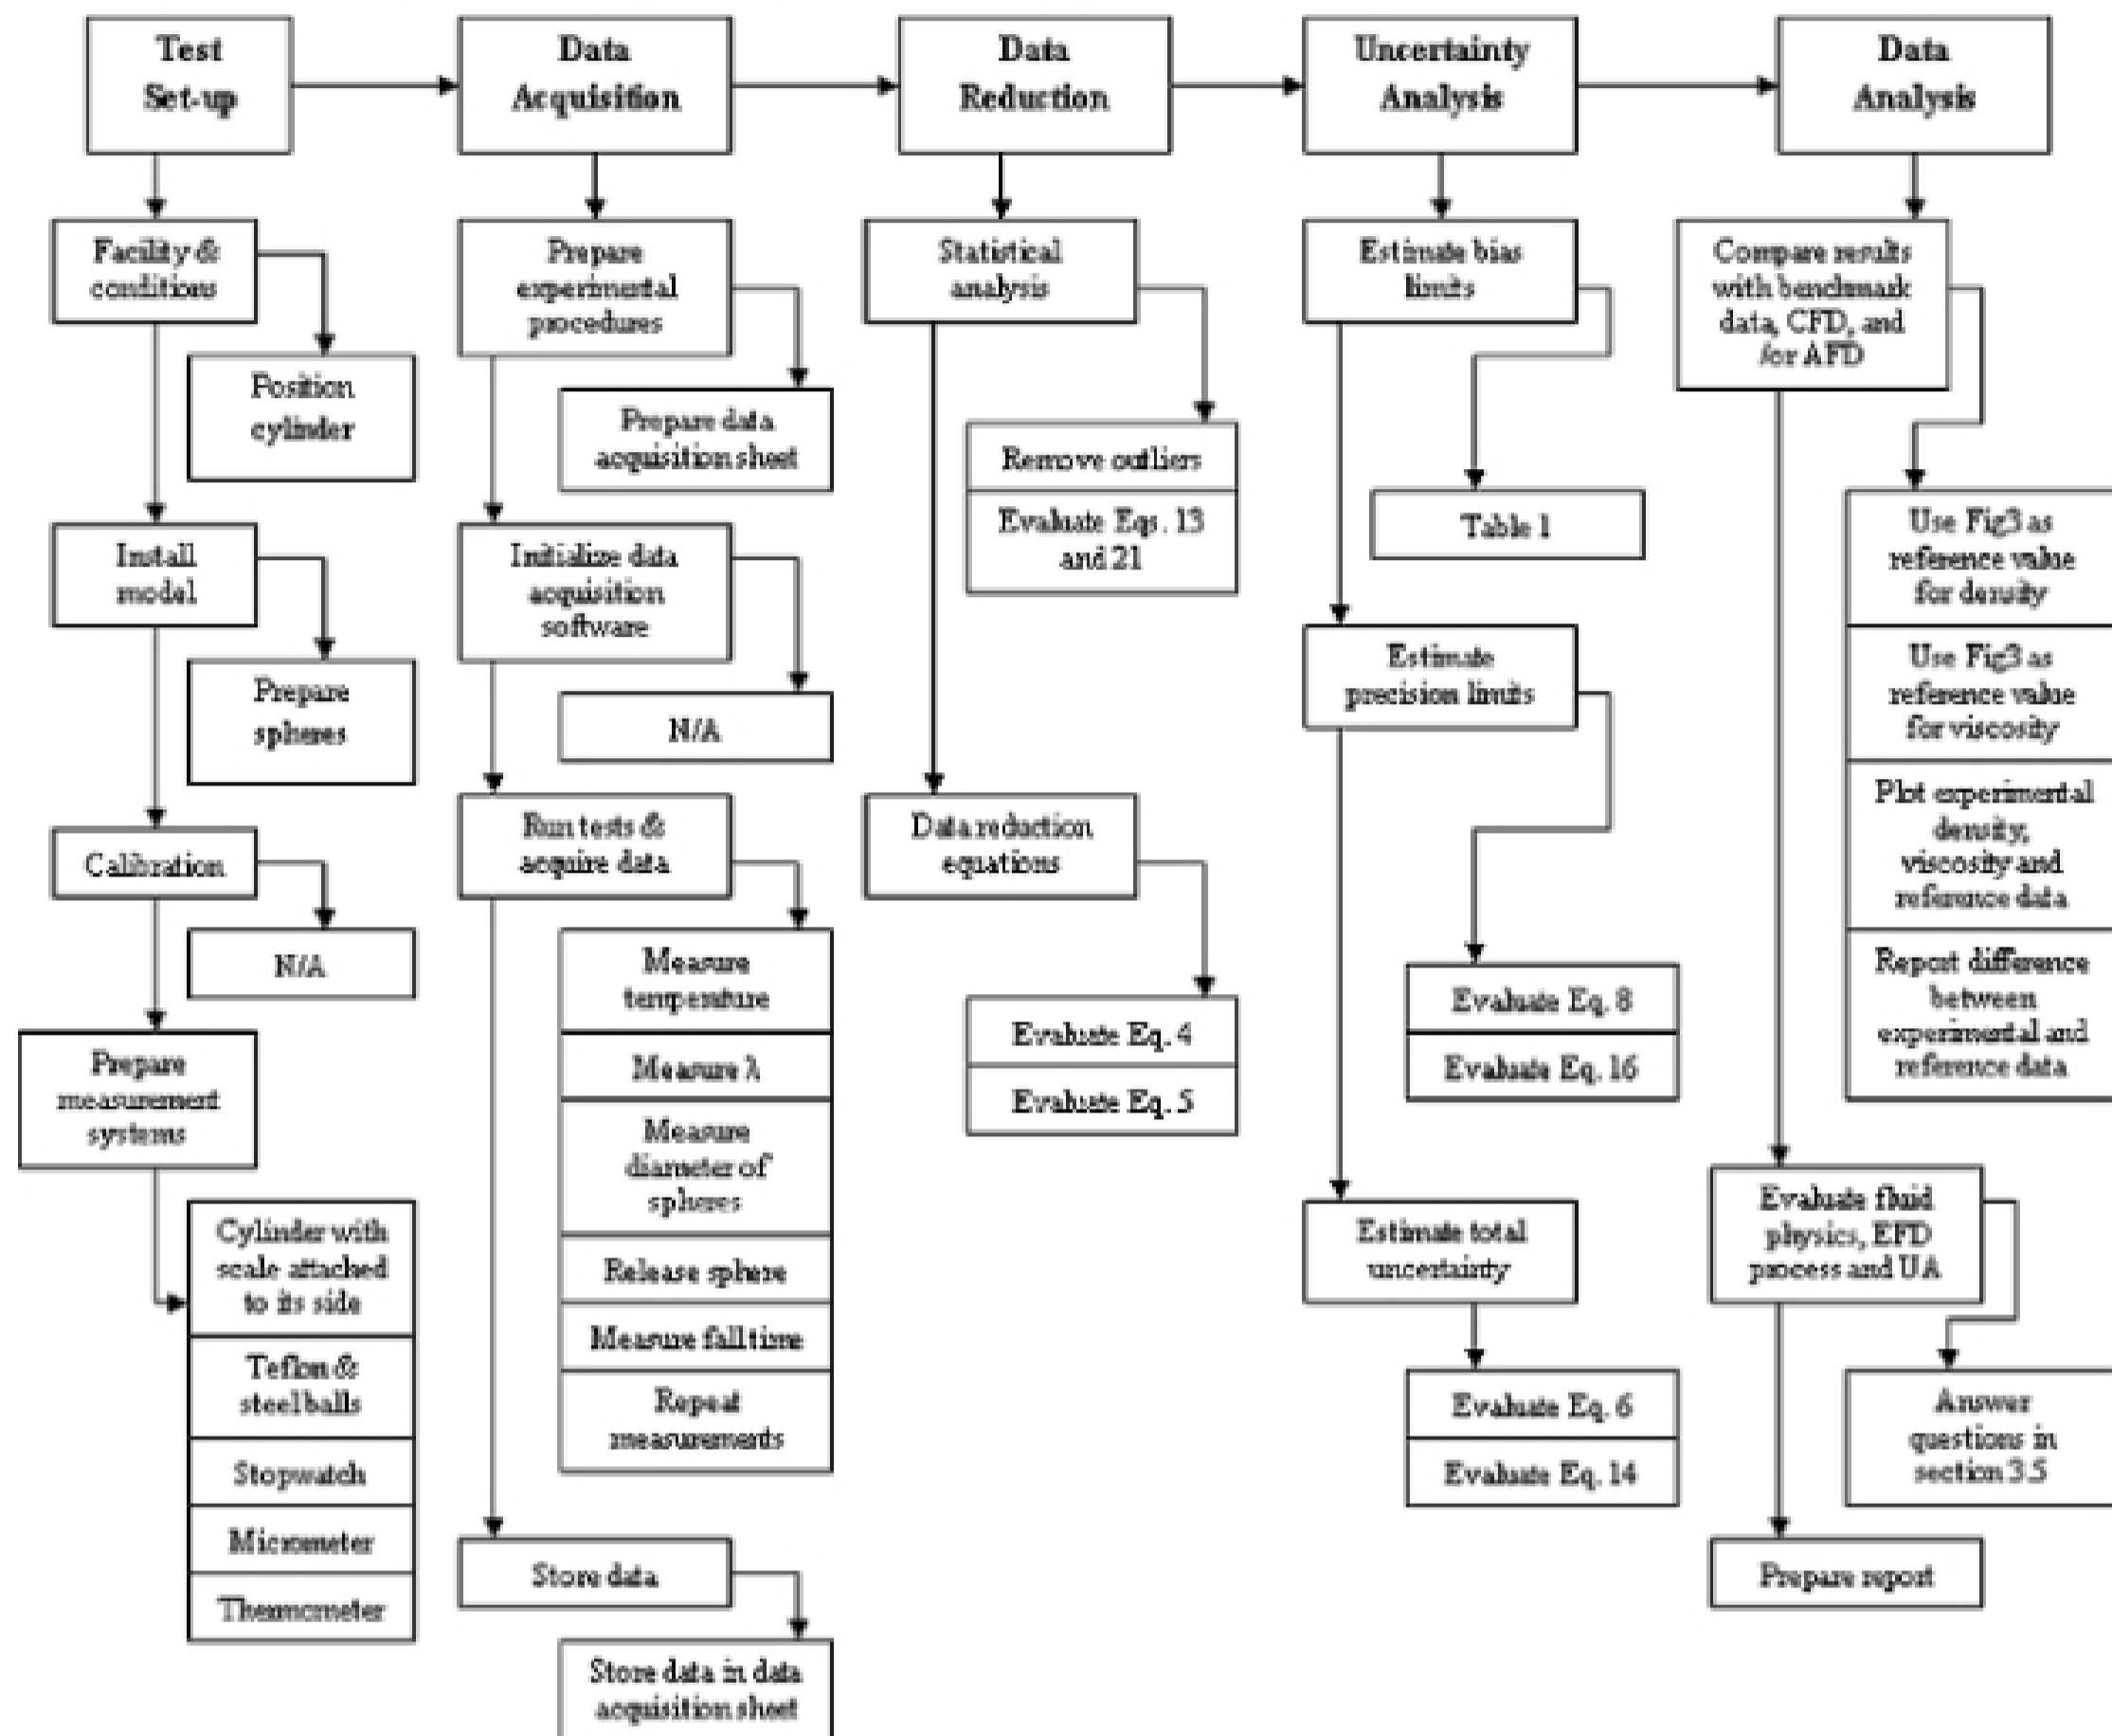 Test
Set-up
Data
Acquisition
Data
Reduction
Uncertainty
Analysis
Data
Analysis
Facility &
conditions
Position
cylinder
Install
model
Prepare
spheres
Calibration
N/A
Prepare
measurement
systems
Cylinder with
scale attached
to its side
Teflon &
steel balls
Stopwatch
Micrometer
Thermometer
Prepare
experimental
procedures
Prepare data
acquisition sheet
Initialize data
acquisition
software
N/A
Run tests &
acquire data
Measure
temperature
Measure λ
Measure
diameter of
spheres
Release sphere
Measure fall time
Repeat
measurements
Store data
Store data in data
acquisition sheet
Statistical
analysis
Remove outliers
Evaluate Eqs. 13
and 21
Data reduction
equations
Evaluate Eq. 4
Evaluate Eq. 5
Estimate bias
limits
Table 1
Estimate
precision limits
Evaluate Eq. 8
Evaluate Eq. 16
Estimate total
uncertainty
Evaluate Eq. 6
Evaluate Eq. 14
Compare results
with benchmark
data, CFD, and
/or AFD
Use Fig3 as
reference value
for density
Use Fig3 as
reference value
for viscosity
Plot experimental
density,
viscosity and
reference data
Report difference
between
experimental and
reference data
Evaluate fluid
physics, EFD
process and UA
Answer
questions in
section 3.5
Prepare report